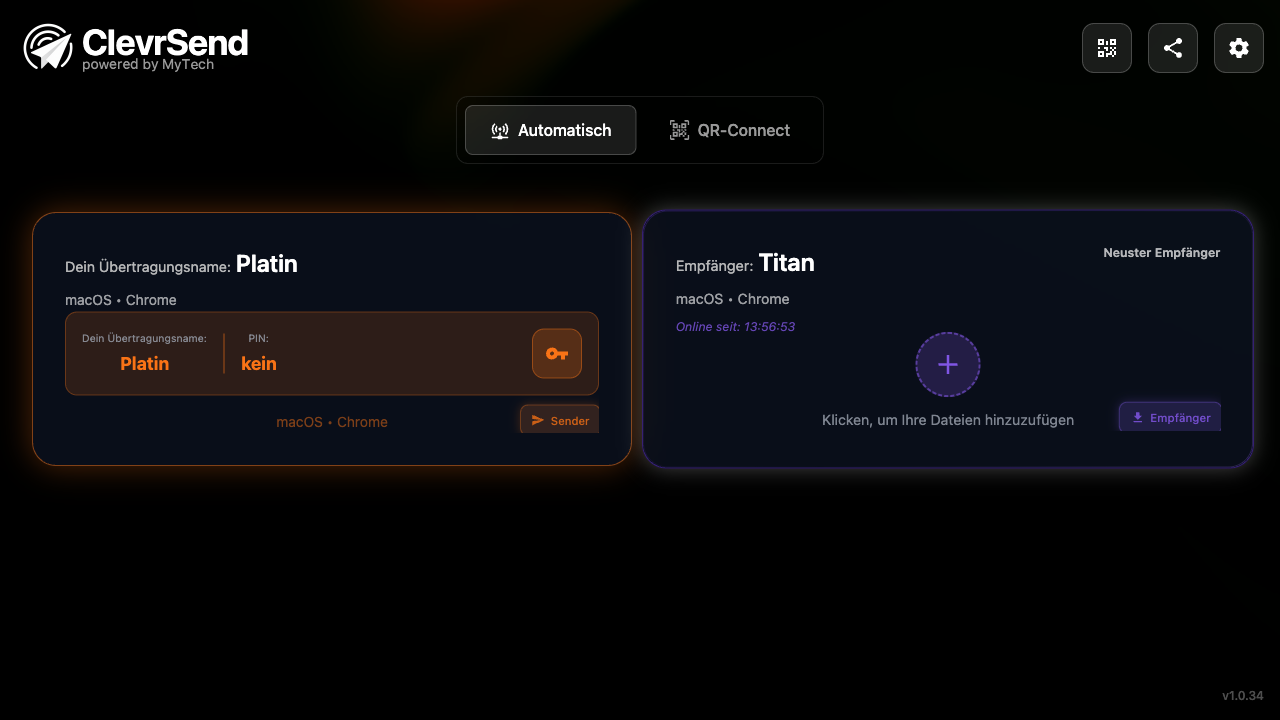 ClevrSend
powered by MyTech
Automatisch
QR-Connect
Dein Übertragungsname: Platin
macOS • Chrome
Dein Übertragungsname:
Platin
PIN:
kein
macOS • Chrome
Sender
Empfänger: Titan
Neuster Empfänger
macOS • Chrome
Online seit: 13:56:53
Klicken, um Ihre Dateien hinzuzufügen
Empfänger
v1.0.34